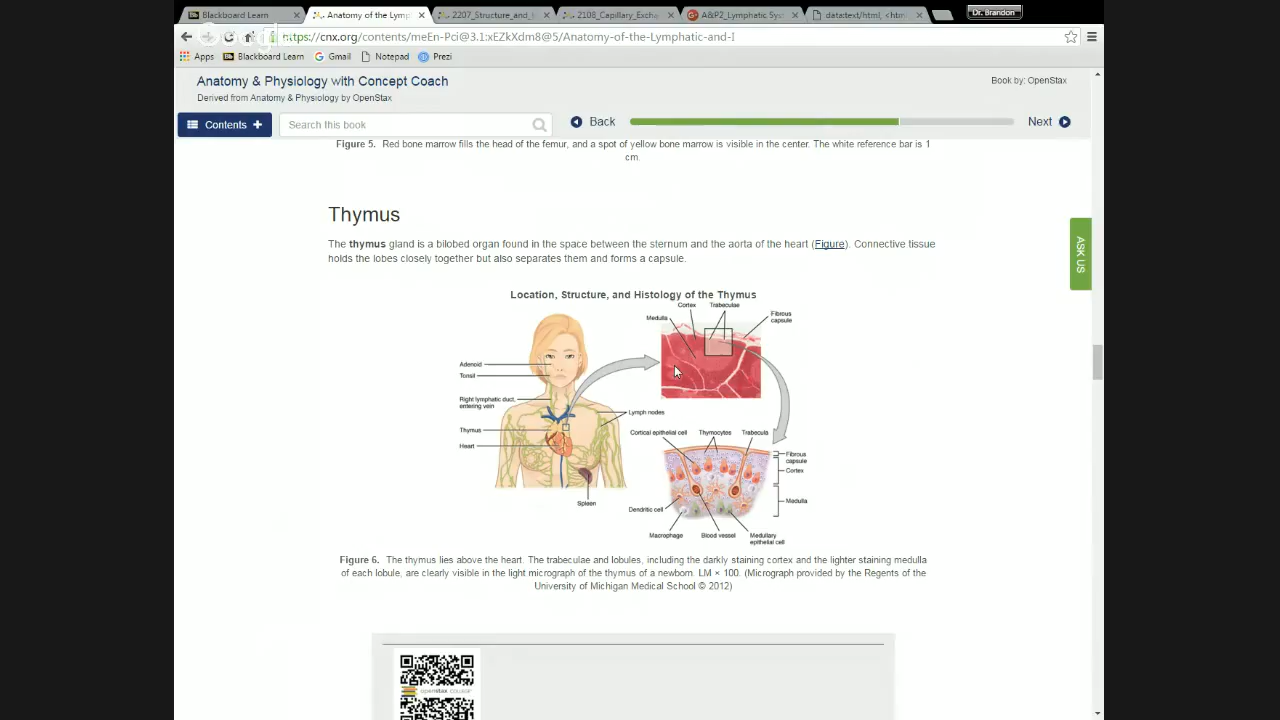 Blackboard Learn
Anatomy of the Lymp
2207_Structure_and_
2108_Capillary_Excha
A&P2_Lymphatic Sys
data:text/html, <htm
Dr. Brandon
https://cnx.org/contents/meEn-Pci@3.1:xEZkXdm8@5/Anatomy-of-the-Lymphatic-and-I
Apps
Blackboard Learn
Gmail
Notepad
Prezi
Anatomy & Physiology with Concept Coach
Book by: OpenStax
Derived from Anatomy & Physiology by OpenStax
Contents +
Search this book
Back
Next
Figure 5. Red bone marrow fills the head of the femur, and a spot of yellow bone marrow is visible in the center. The white reference bar is 1
cm.
Thymus
ASK US
The thymus gland is a bilobed organ found in the space between the sternum and the aorta of the heart (Figure). Connective tissue
holds the lobes closely together but also separates them and forms a capsule.
Location, Structure, and Histology of the Thymus
Cortex
Trabeculae
Medulla
Fibrous
capsule
Adenoid
Tonsil
Right lymphatic duct,
entering vein
Lymph nodes
Thymus
Heart
Spleen
Cortical epithelial cell
Thymocytes
Trabecula
Fibrous
capsule
Cortex
Medulla
Dendritic cell
Macrophage
Blood vessel
Medullary
epithelial cell
Figure 6. The thymus lies above the heart. The trabeculae and lobules, including the darkly staining cortex and the lighter staining medulla
of each lobule, are clearly visible in the light micrograph of the thymus of a newborn. LM × 100. (Micrograph provided by the Regents of the
University of Michigan Medical School © 2012)
openstax